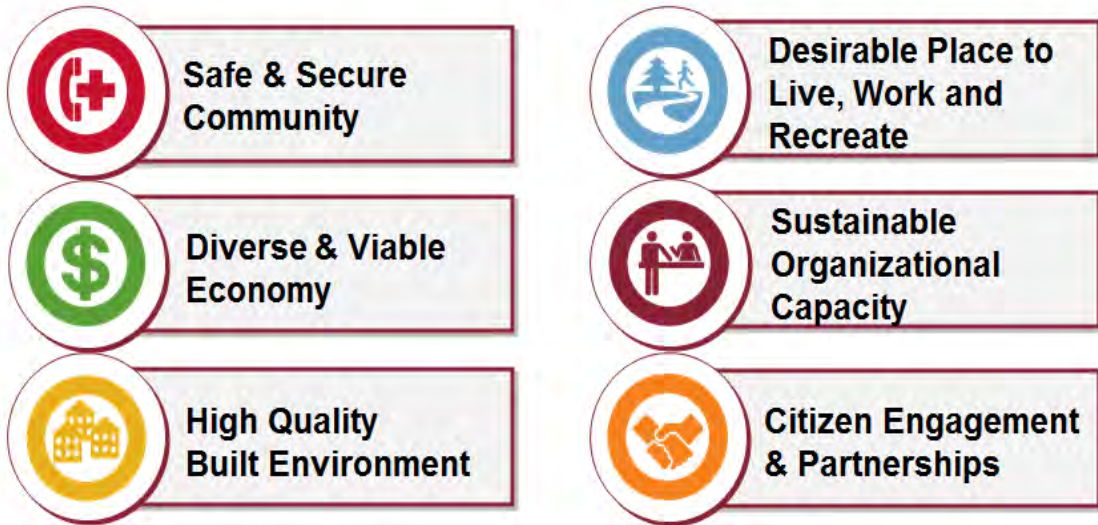 Safe & Secure
Community
Diverse & Viable
Economy
High Quality
Built Environment
Desirable Place to
Live, Work and
Recreate
Sustainable
Organizational
Capacity
Citizen Engagement
& Partnerships